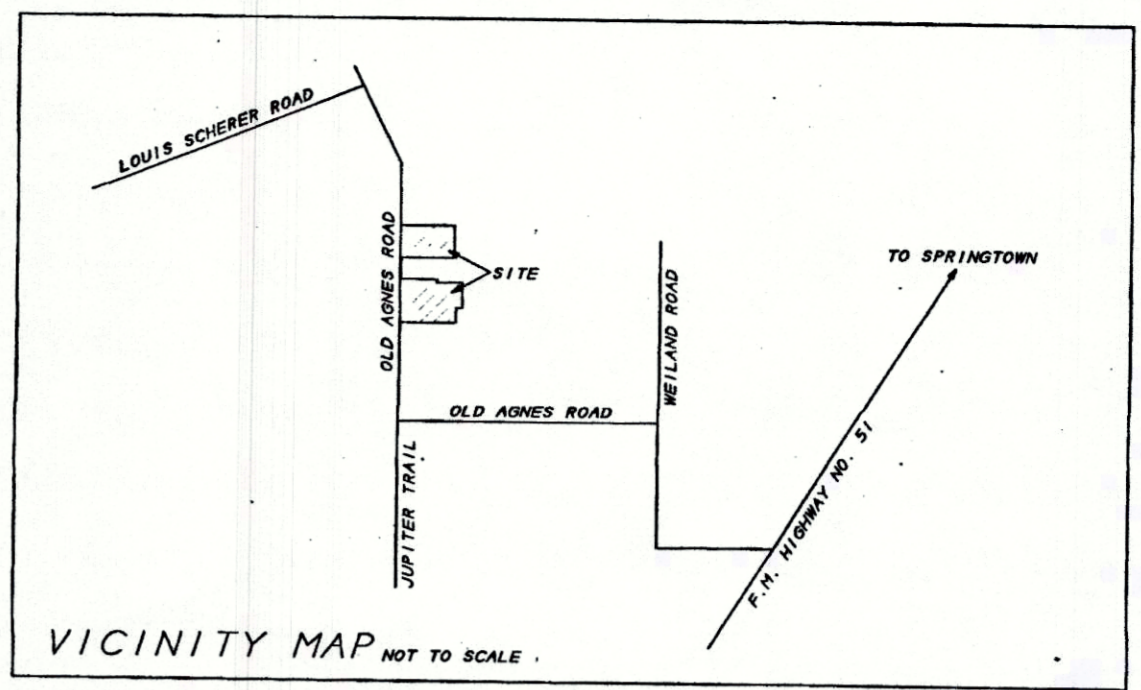 LOUIS SCHERER ROAD
OLD AGNES ROAD
SITE
TO SPRINGTOWN
WEILAND ROAD
OLD AGNES ROAD
JUPITER TRAIL
F.M. HIGHWAY NO. 51
VICINITY MAP NOT TO SCALE